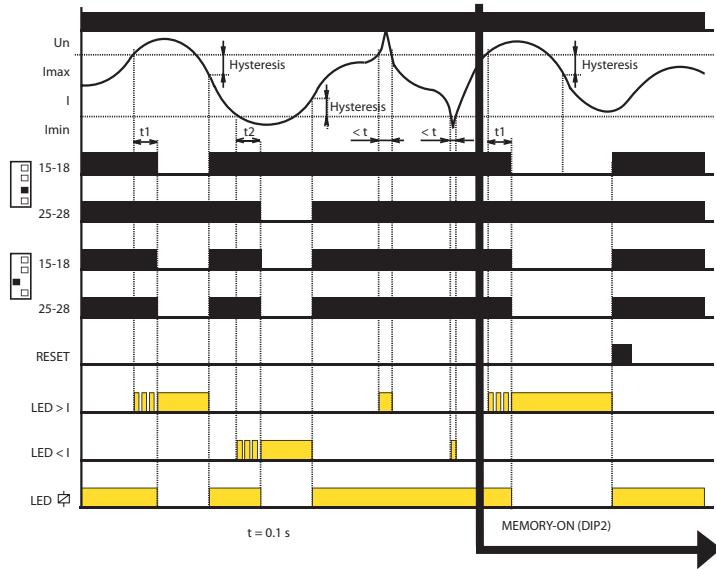 Un
Hysteresis
Hysteresis
Imax
I
Hysteresis
Imin
t1
t2
< t
< t
t1
15-18
25-28
15-18
25-28
RESET
LED > I
LED < I
LED
t = 0.1 s
MEMORY-ON (DIP2)